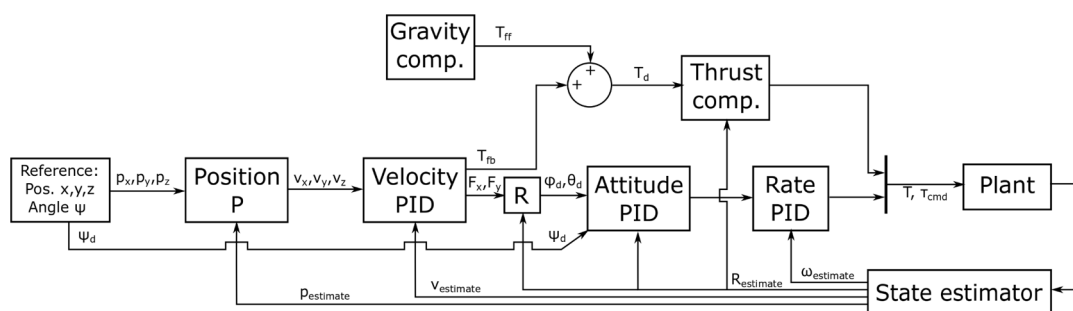 Gravity
comp.
T_ff
+
+
T_d
Thrust
comp.
T_fb
Reference:
Pos. x,y,z
Angle ψ
p_x,p_y,p_z
Position
P
v_x,v_y,v_z
Velocity
PID
F_x,F_y
R
φ_d,θ_d
Attitude
PID
Rate
PID
T, τ_cmd
Plant
Ψ_d
Ψ_d
ω_estimate
R_estimate
v_estimate
p_estimate
State estimator